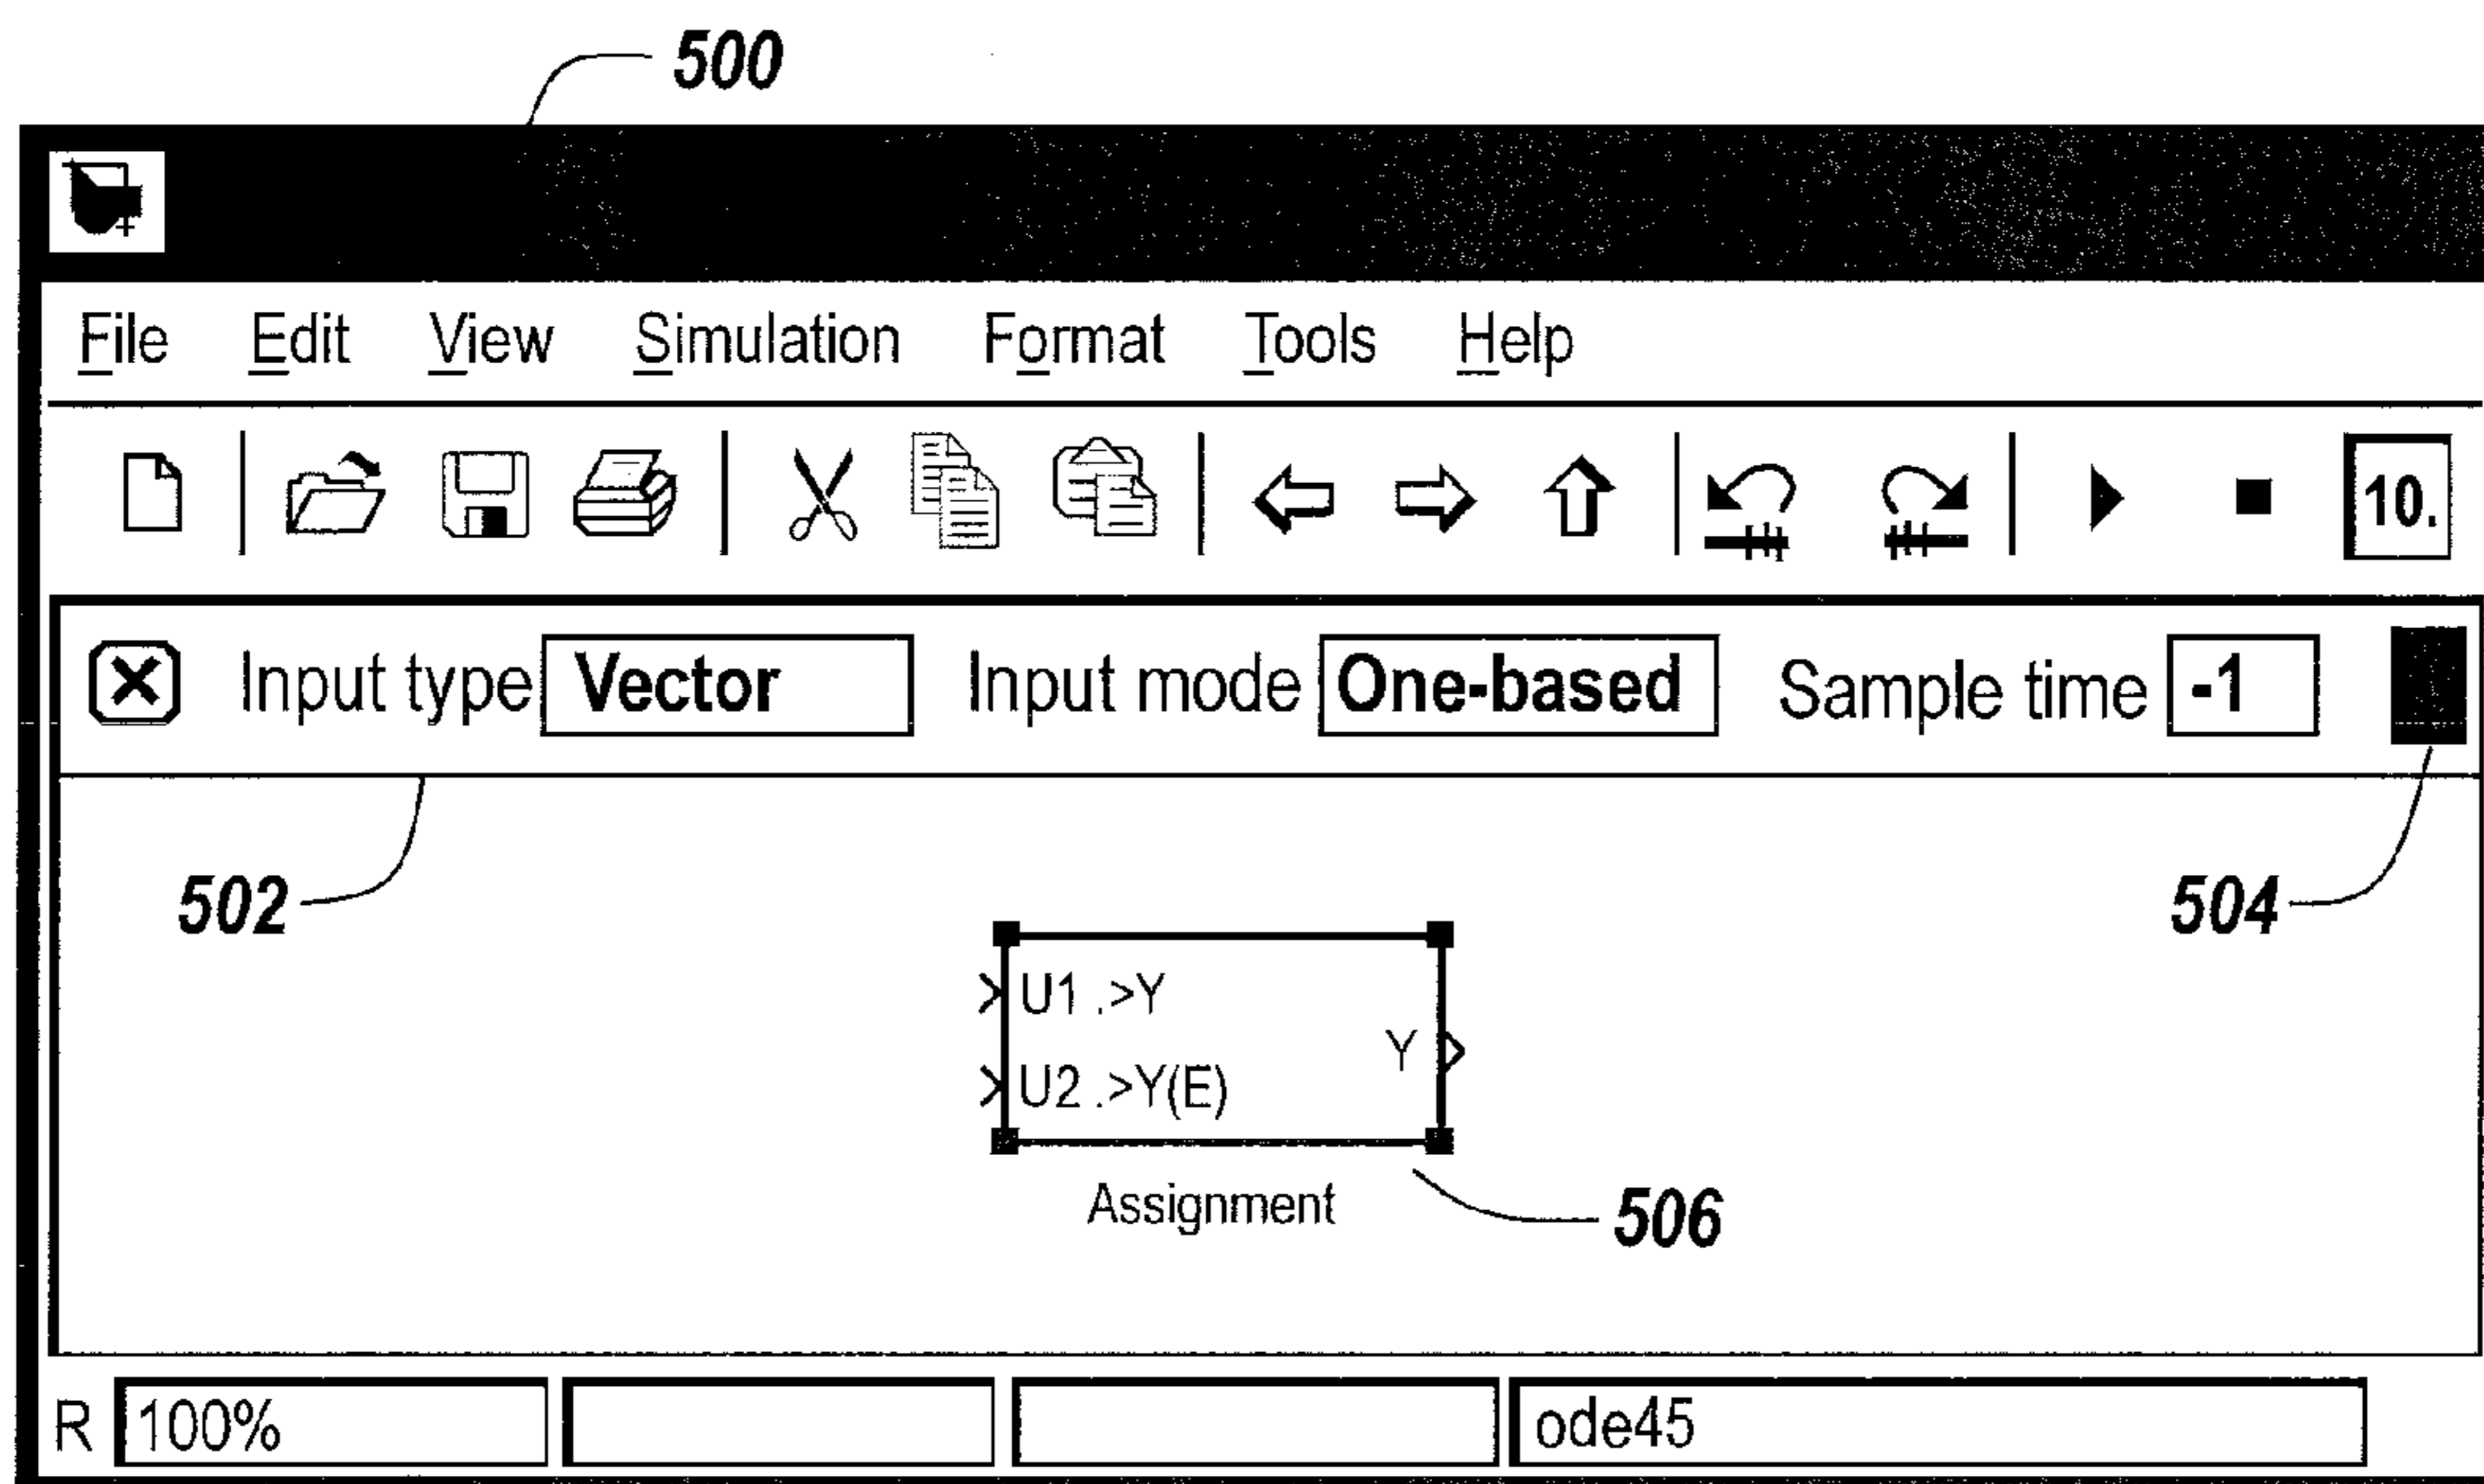 500
File Edit View Simulation Format Tools Help
10.
Input type Vector Input mode One-based Sample time -1
502 504
U1 .>Y
Y
U2 .>Y(E)
Assignment
506
R 100% ode45